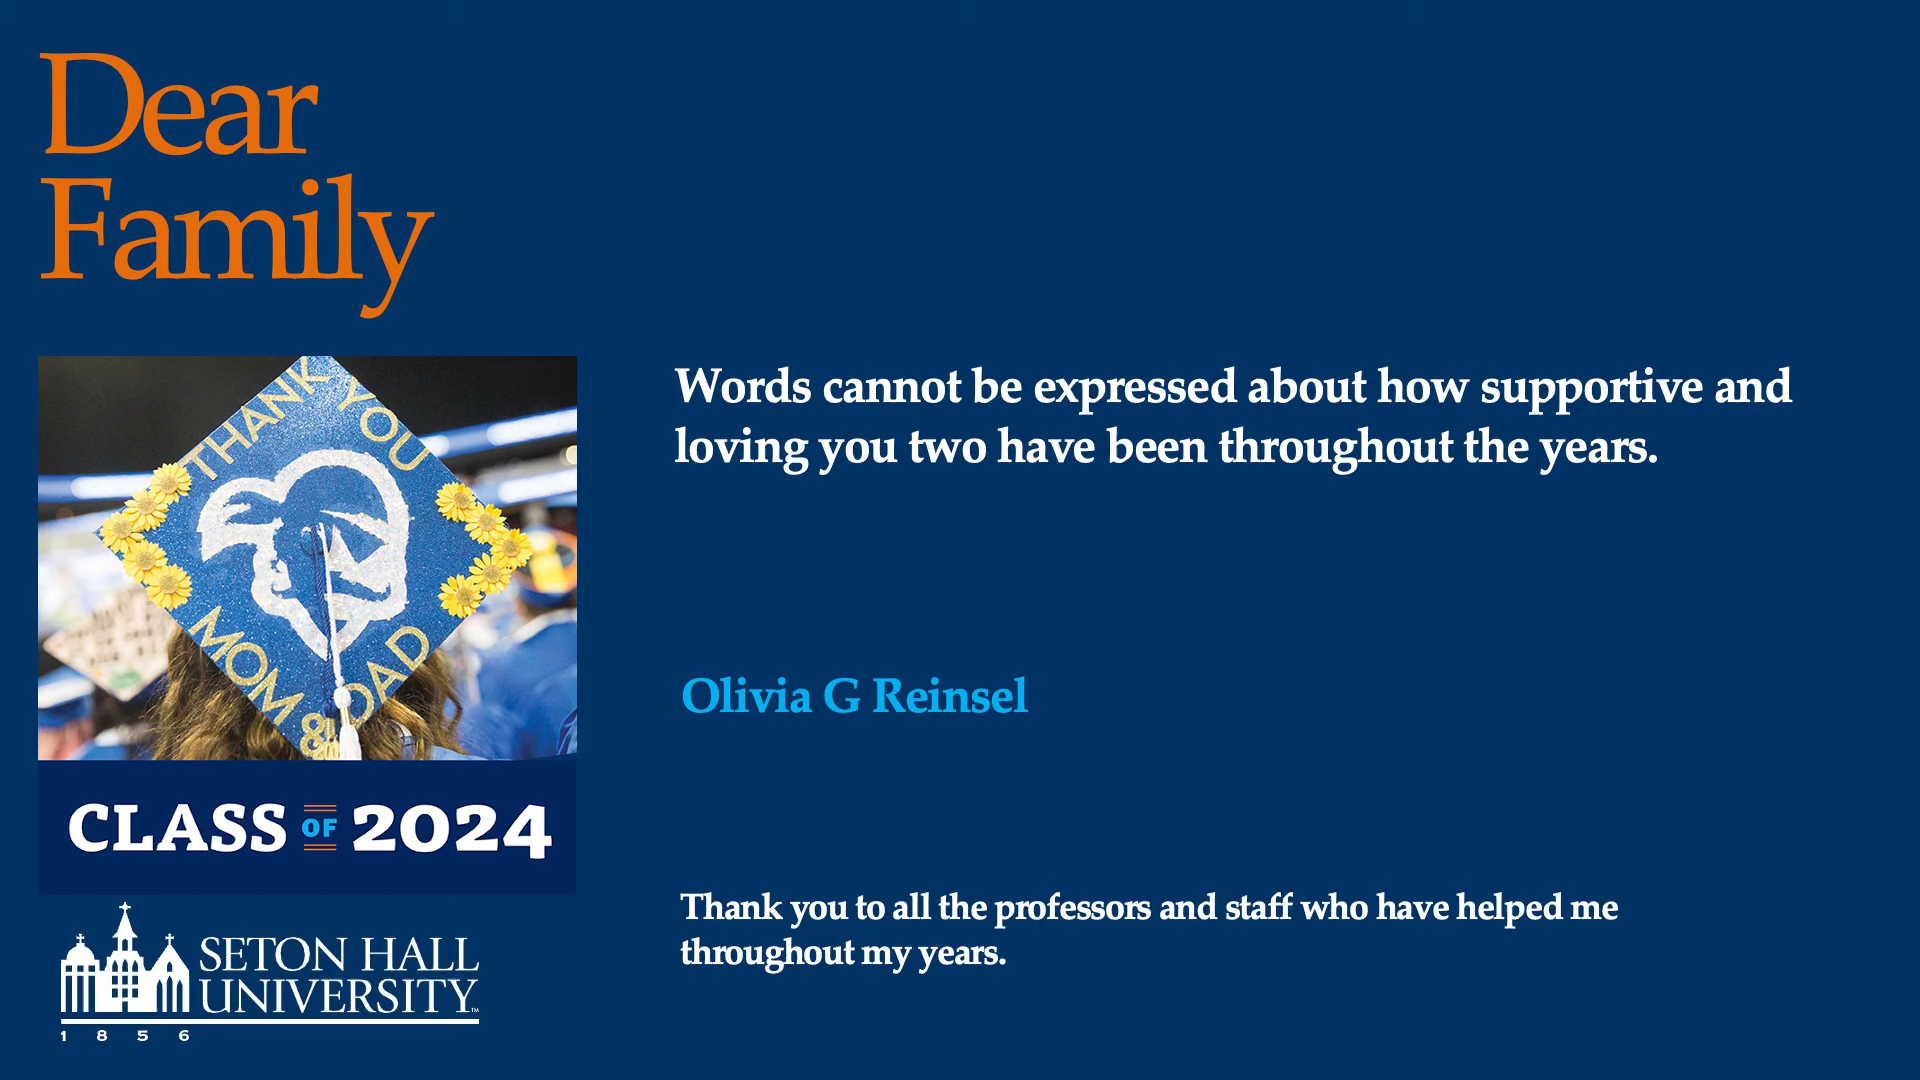 Dear
Family
THANK YOU
MOM & DAD
CLASS OF 2024
SETON HALL
UNIVERSITY™
1 8 5 6
Words cannot be expressed about how supportive and
loving you two have been throughout the years.
Olivia G Reinsel
Thank you to all the professors and staff who have helped me
throughout my years.